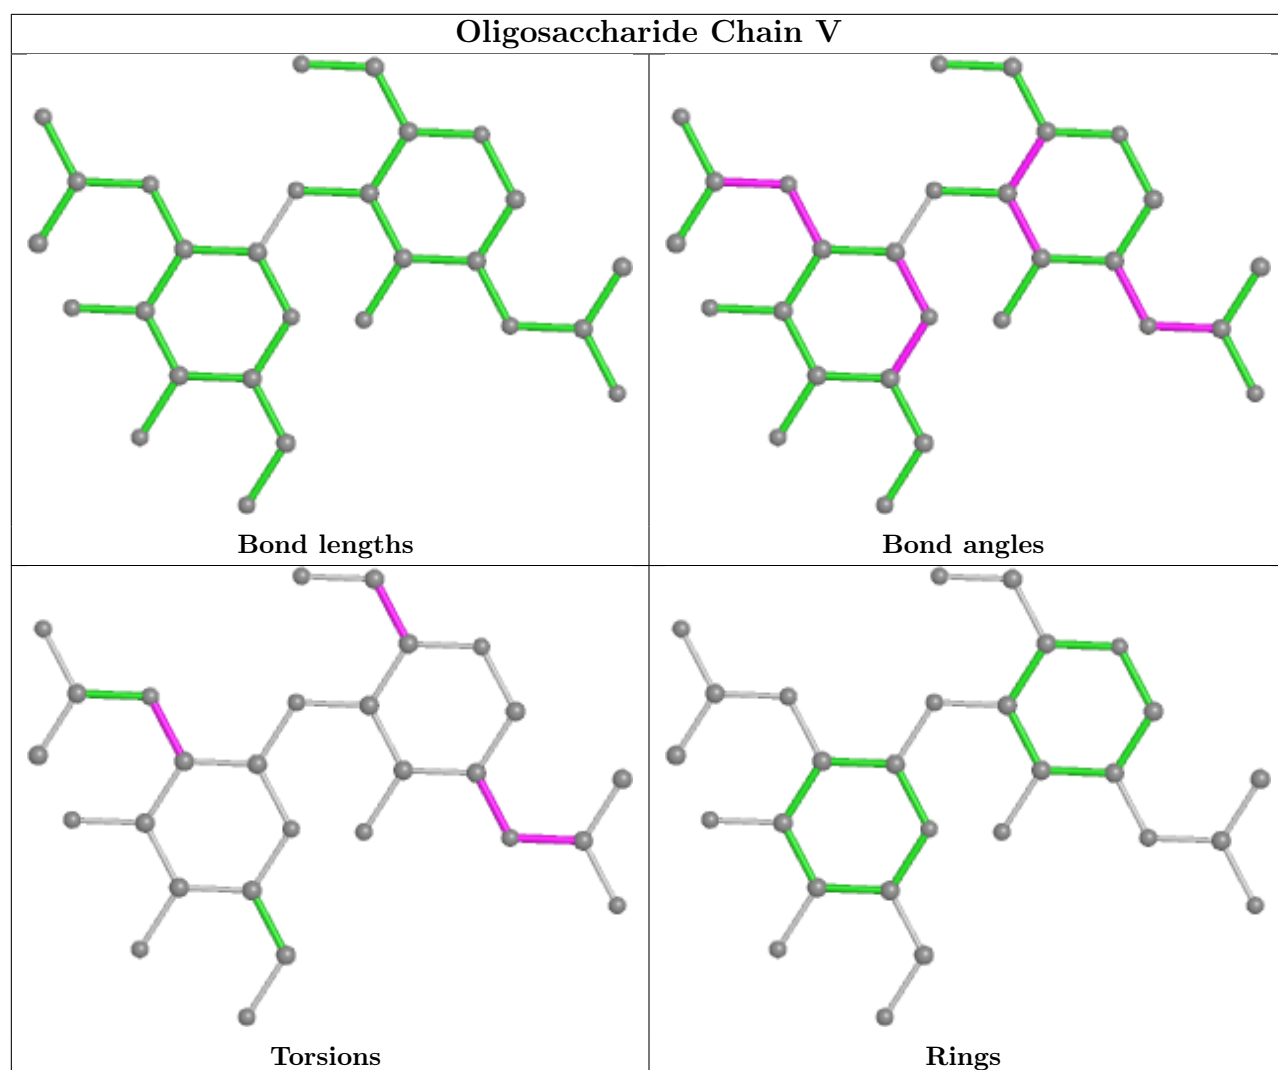 Oligosaccharide Chain V
Bond lengths
Bond angles
Torsions
Rings